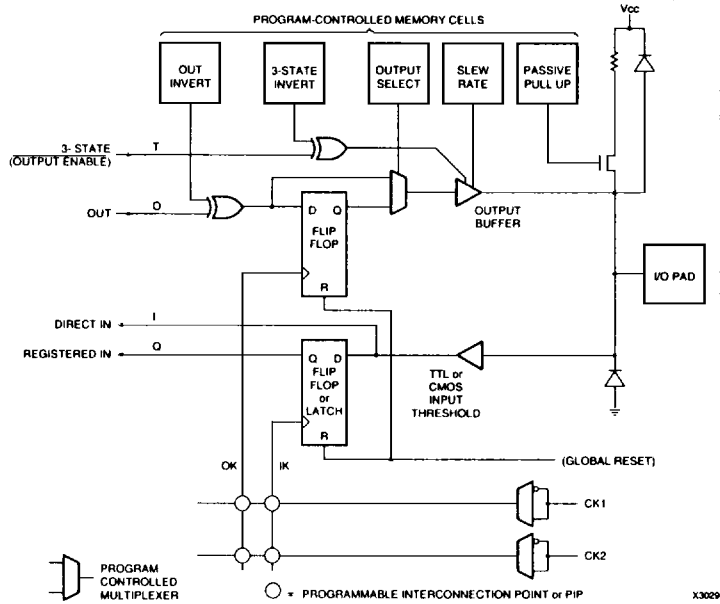 PROGRAM-CONTROLLED MEMORY CELLS
Vcc
OUT
INVERT
3-STATE
INVERT
OUTPUT
SELECT
SLEW
RATE
PASSIVE
PULL UP
3- STATE
(OUTPUT ENABLE)
T
OUT
O
D Q
FLIP
FLOP
R
OUTPUT
BUFFER
I/O PAD
DIRECT IN
I
REGISTERED IN
Q
Q D
FLIP
FLOP
or
LATCH
R
TTL or
CMOS
INPUT
THRESHOLD
OK
IK
(GLOBAL RESET)
CK1
CK2
PROGRAM
CONTROLLED
MULTIPLEXER
= PROGRAMMABLE INTERCONNECTION POINT or PIP
X3029